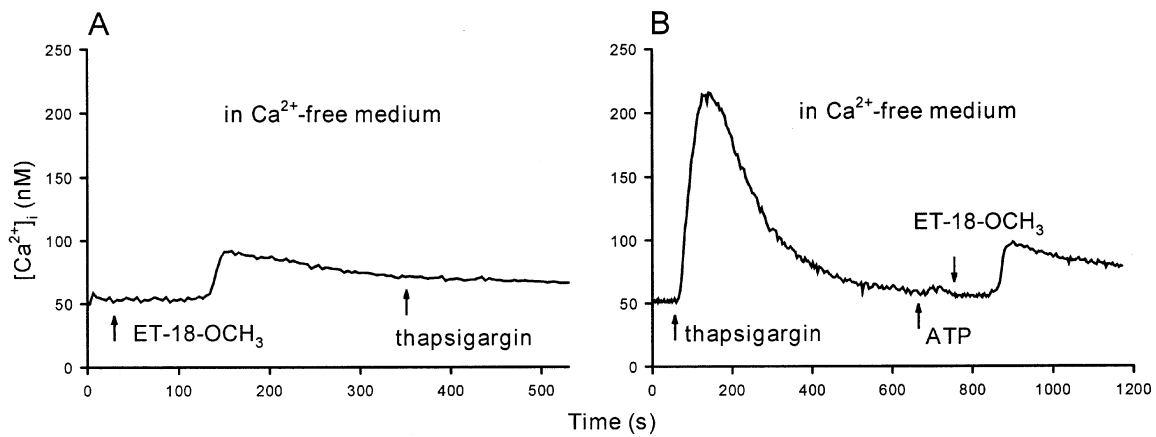 A
B
250
200
150
100
50
0
[Ca²⁺]ᵢ (nM)
in Ca²⁺-free medium
ET-18-OCH₃
thapsigargin
0 100 200 300 400 500
250
200
150
100
50
0
in Ca²⁺-free medium
ET-18-OCH₃
thapsigargin
ATP
0 200 400 600 800 1000 1200
Time (s)